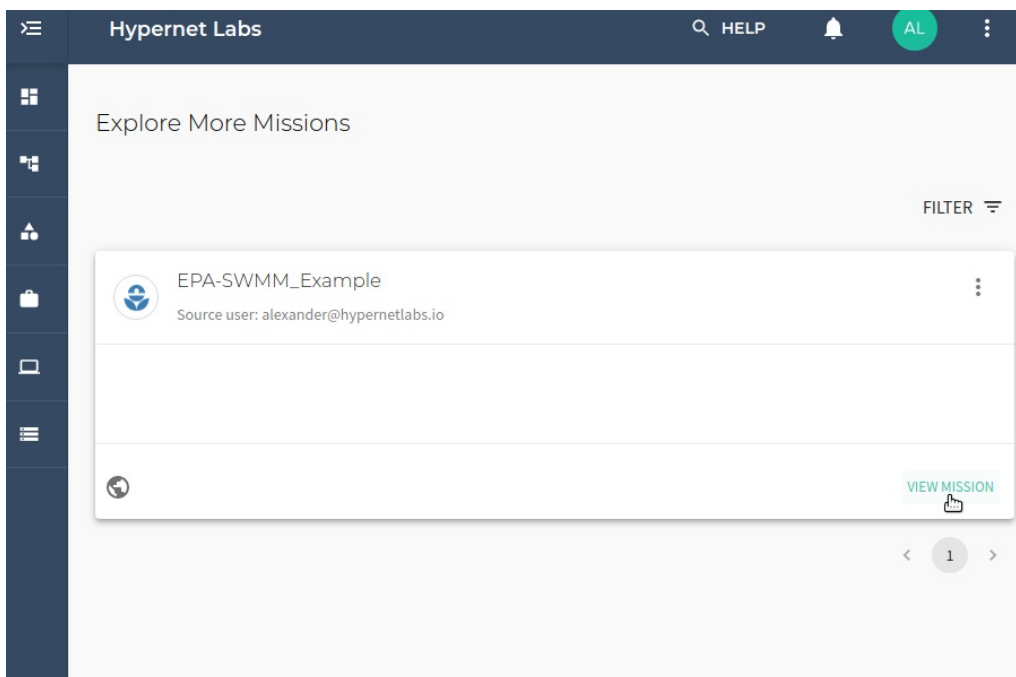 Hypernet Labs
HELP
AL
Explore More Missions
FILTER
EPA-SWMM_Example
Source user: alexander@hypernetlabs.io
VIEW MISSION
1